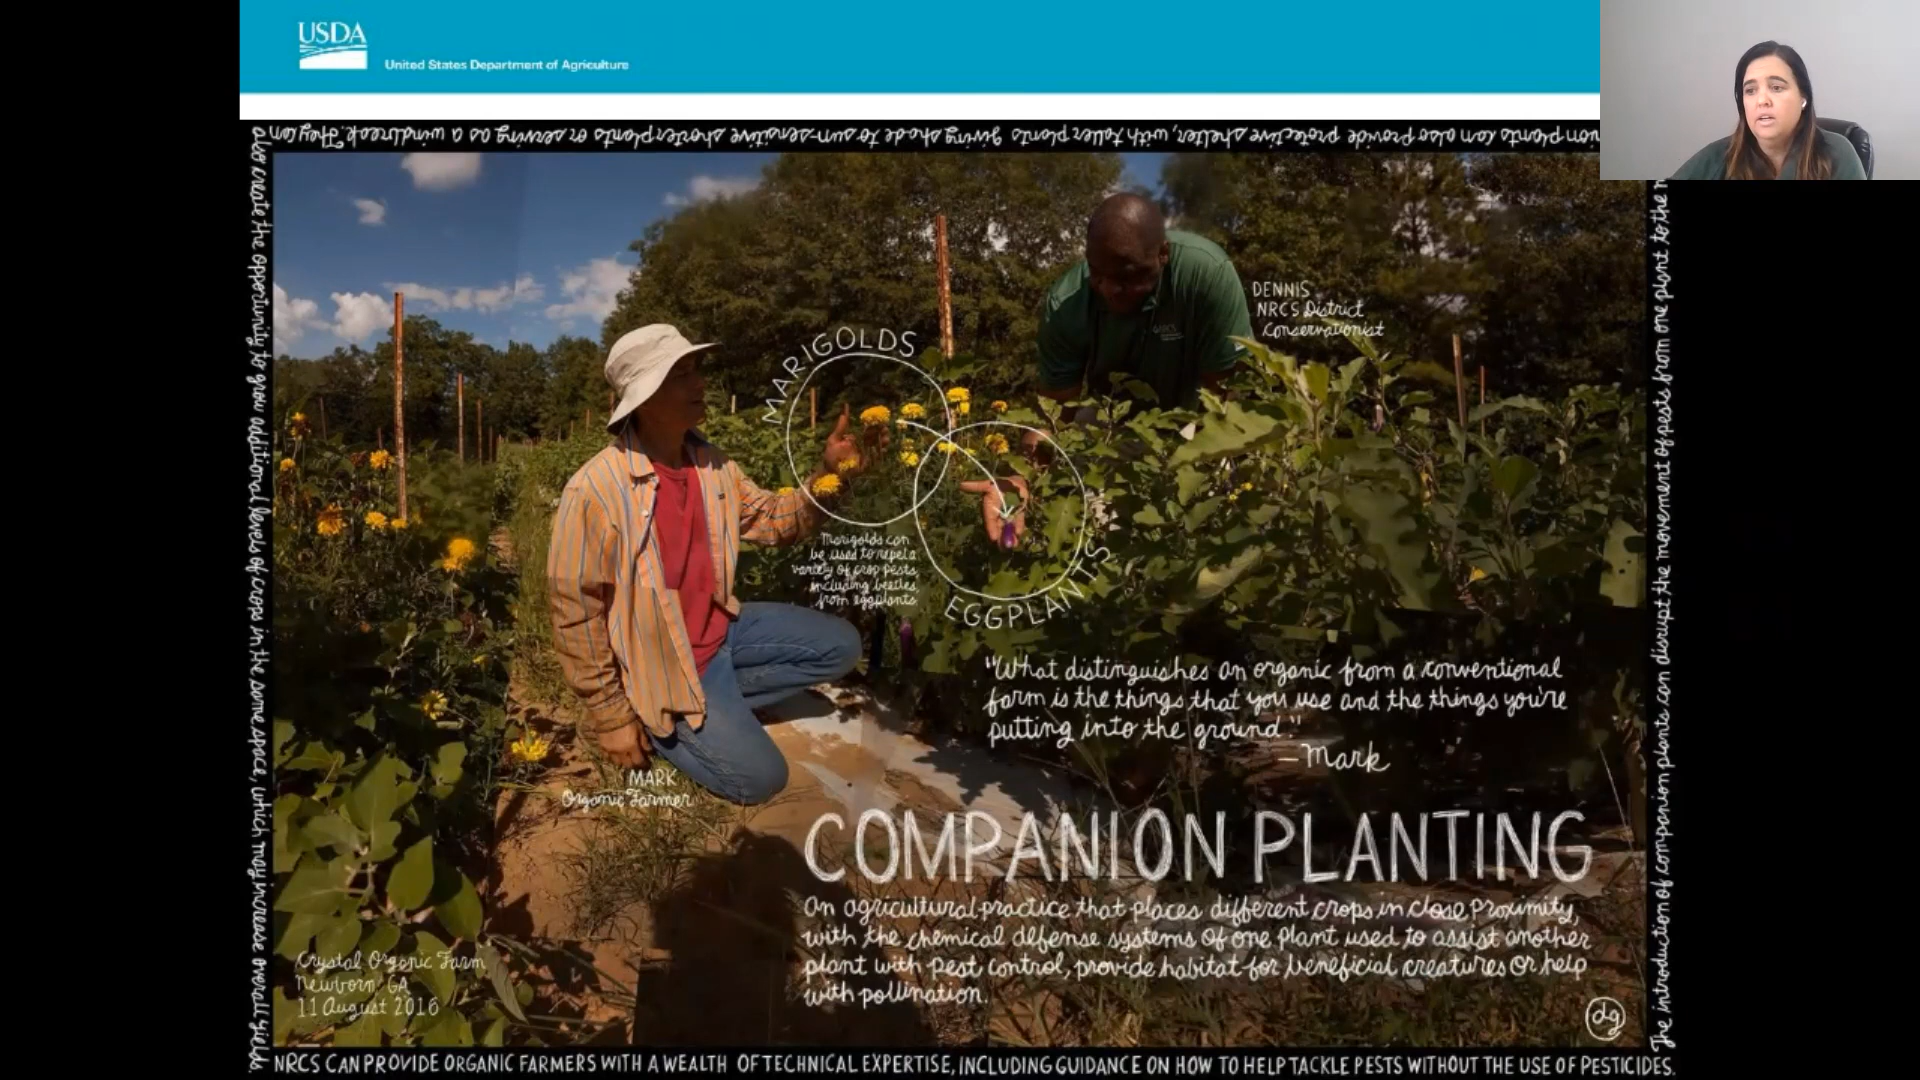 USDA
United States Department of Agriculture
also create the opportunity to grow additional levels of crops in the same space, which may increase overall yields.
plants can also provide protective shelter, with taller plants giving shade to sun-sensitive shorter plants or serving as a windbreak. They can
The introduction of companion plants can disrupt the movement of pests from one plant to the
DENNIS
NRCS District
Conservationist
MARIGOLDS
Marigolds can
be used to repel a
variety of crop pests,
including beetles,
from eggplants.
EGGPLANTS
"What distinguishes an organic from a conventional
farm is the things that you use and the things you're
putting into the ground."
—Mark
MARK
Organic Farmer
COMPANION PLANTING
An agricultural practice that places different crops in close proximity,
with the chemical defense systems of one plant used to assist another
plant with pest control, provide habitat for beneficial creatures or help
with pollination.
Crystal Organic Farm
Newborn, GA
11 August 2016
dg
NRCS CAN PROVIDE ORGANIC FARMERS WITH A WEALTH OF TECHNICAL EXPERTISE, INCLUDING GUIDANCE ON HOW TO HELP TACKLE PESTS WITHOUT THE USE OF PESTICIDES.